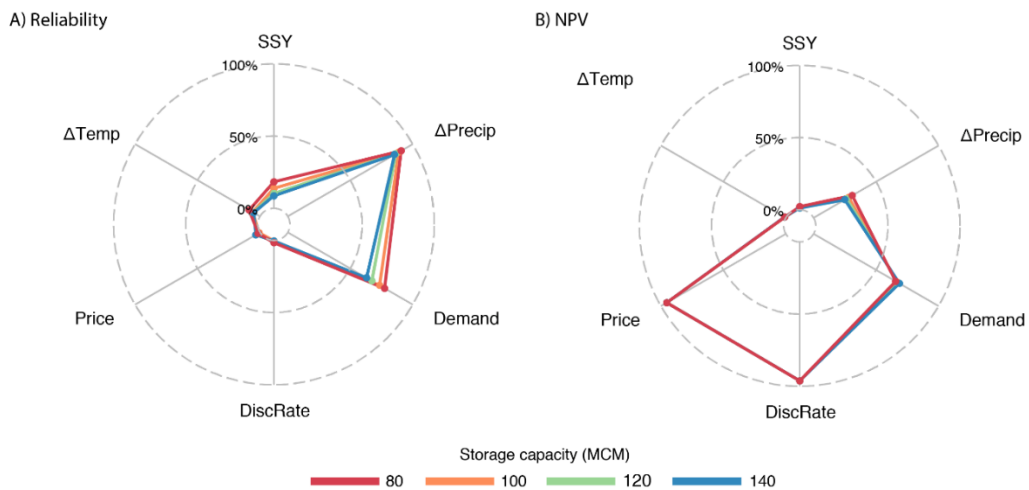 A) Reliability
SSY
100%
ΔTemp
ΔPrecip
50%
0%
Price
Demand
DiscRate
B) NPV
SSY
100%
ΔTemp
ΔPrecip
50%
0%
Price
Demand
DiscRate
Storage capacity (MCM)
80 100 120 140